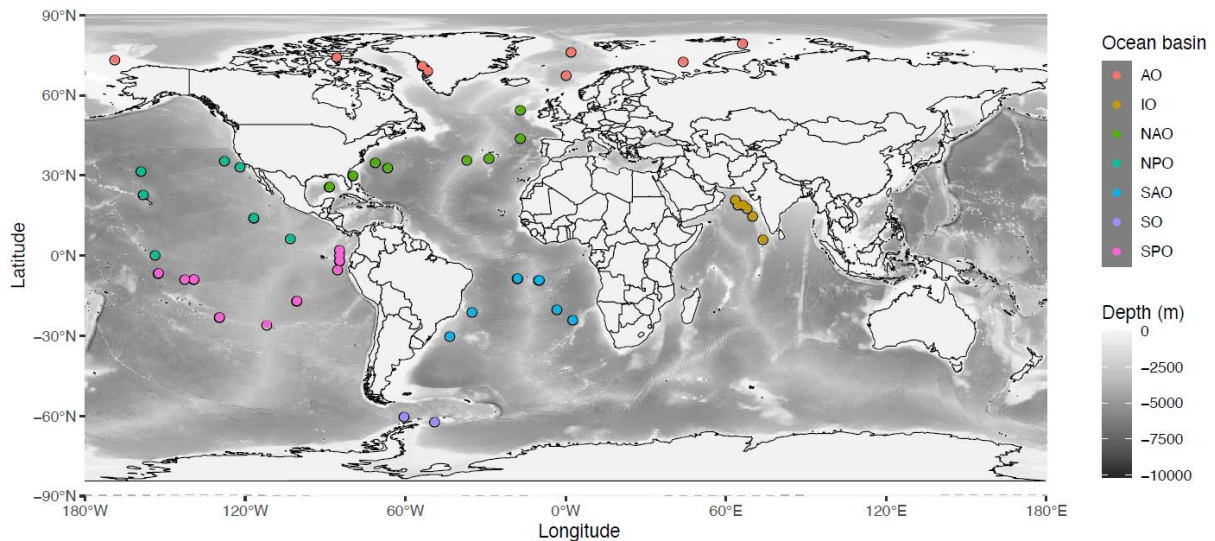 90°N
60°N
30°N
0°N
−30°N
−60°N
−90°N
Latitude
180°W
120°W
60°W
0°W
60°E
120°E
180°E
Longitude
Ocean basin
AO
IO
NAO
NPO
SAO
SO
SPO
Depth (m)
0
−2500
−5000
−7500
−10000